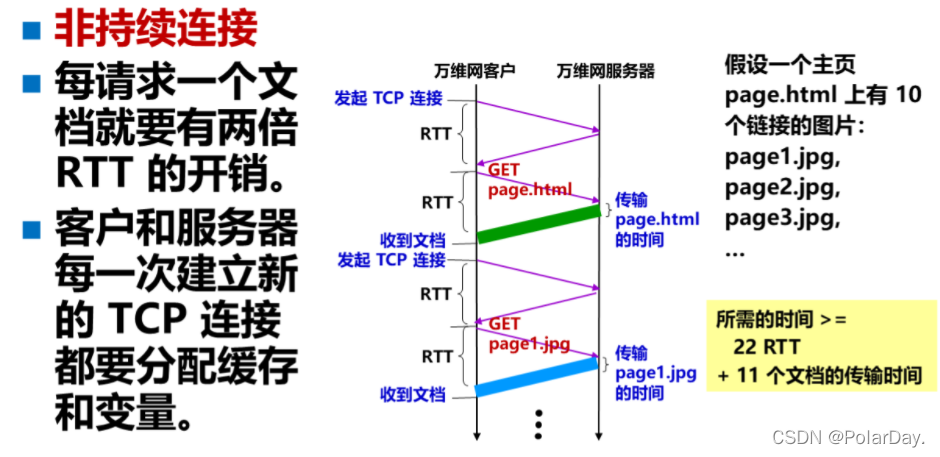 非持续连接
每请求一个文
档就要有两倍
RTT 的开销。
客户和服务器
每一次建立新
的 TCP 连接
都要分配缓存
和变量。
万维网客户
万维网服务器
发起 TCP 连接
RTT
GET
page.html
RTT
传输
page.html
的时间
收到文档
发起 TCP 连接
RTT
GET
page1.jpg
RTT
传输
page1.jpg
的时间
收到文档
假设一个主页
page.html 上有 10
个链接的图片：
page1.jpg,
page2.jpg,
page3.jpg,
...
所需的时间 >=
22 RTT
+ 11 个文档的传输时间
CSDN @PolarDay.